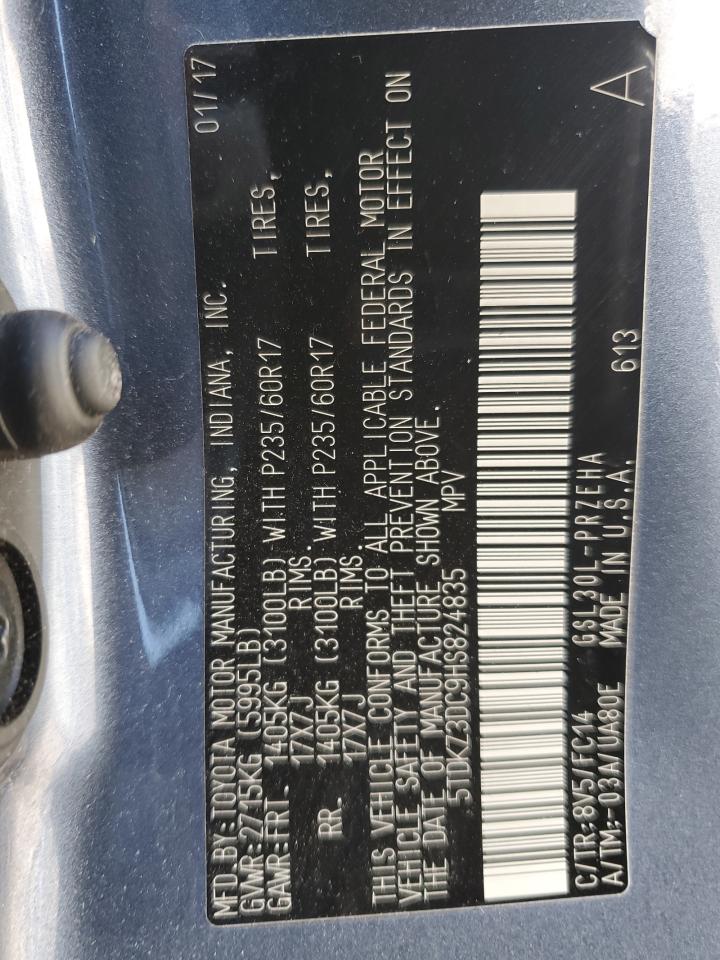 MFD.BY:TOYOTA MOTOR MANUFACTURING, INDIANA, INC. 01/17
GVWR:2715KG (5995LB)
GAWR:FRT. 1405KG (3100LB) WITH P235/60R17 TIRES,
17X7J RIMS.
RR. 1405KG (3100LB) WITH P235/60R17 TIRES,
17X7J RIMS.
THIS VEHICLE CONFORMS TO ALL APPLICABLE FEDERAL MOTOR
VEHICLE SAFETY AND THEFT PREVENTION STANDARDS IN EFFECT ON
THE DATE OF MANUFACTURE SHOWN ABOVE.
5TDKZ3DC9HS824835 MPV
C/TR:8V5/FC14 GSL30L-PRZEHA
A/TM:-03A/UA80E MADE IN U.S.A. 613
A